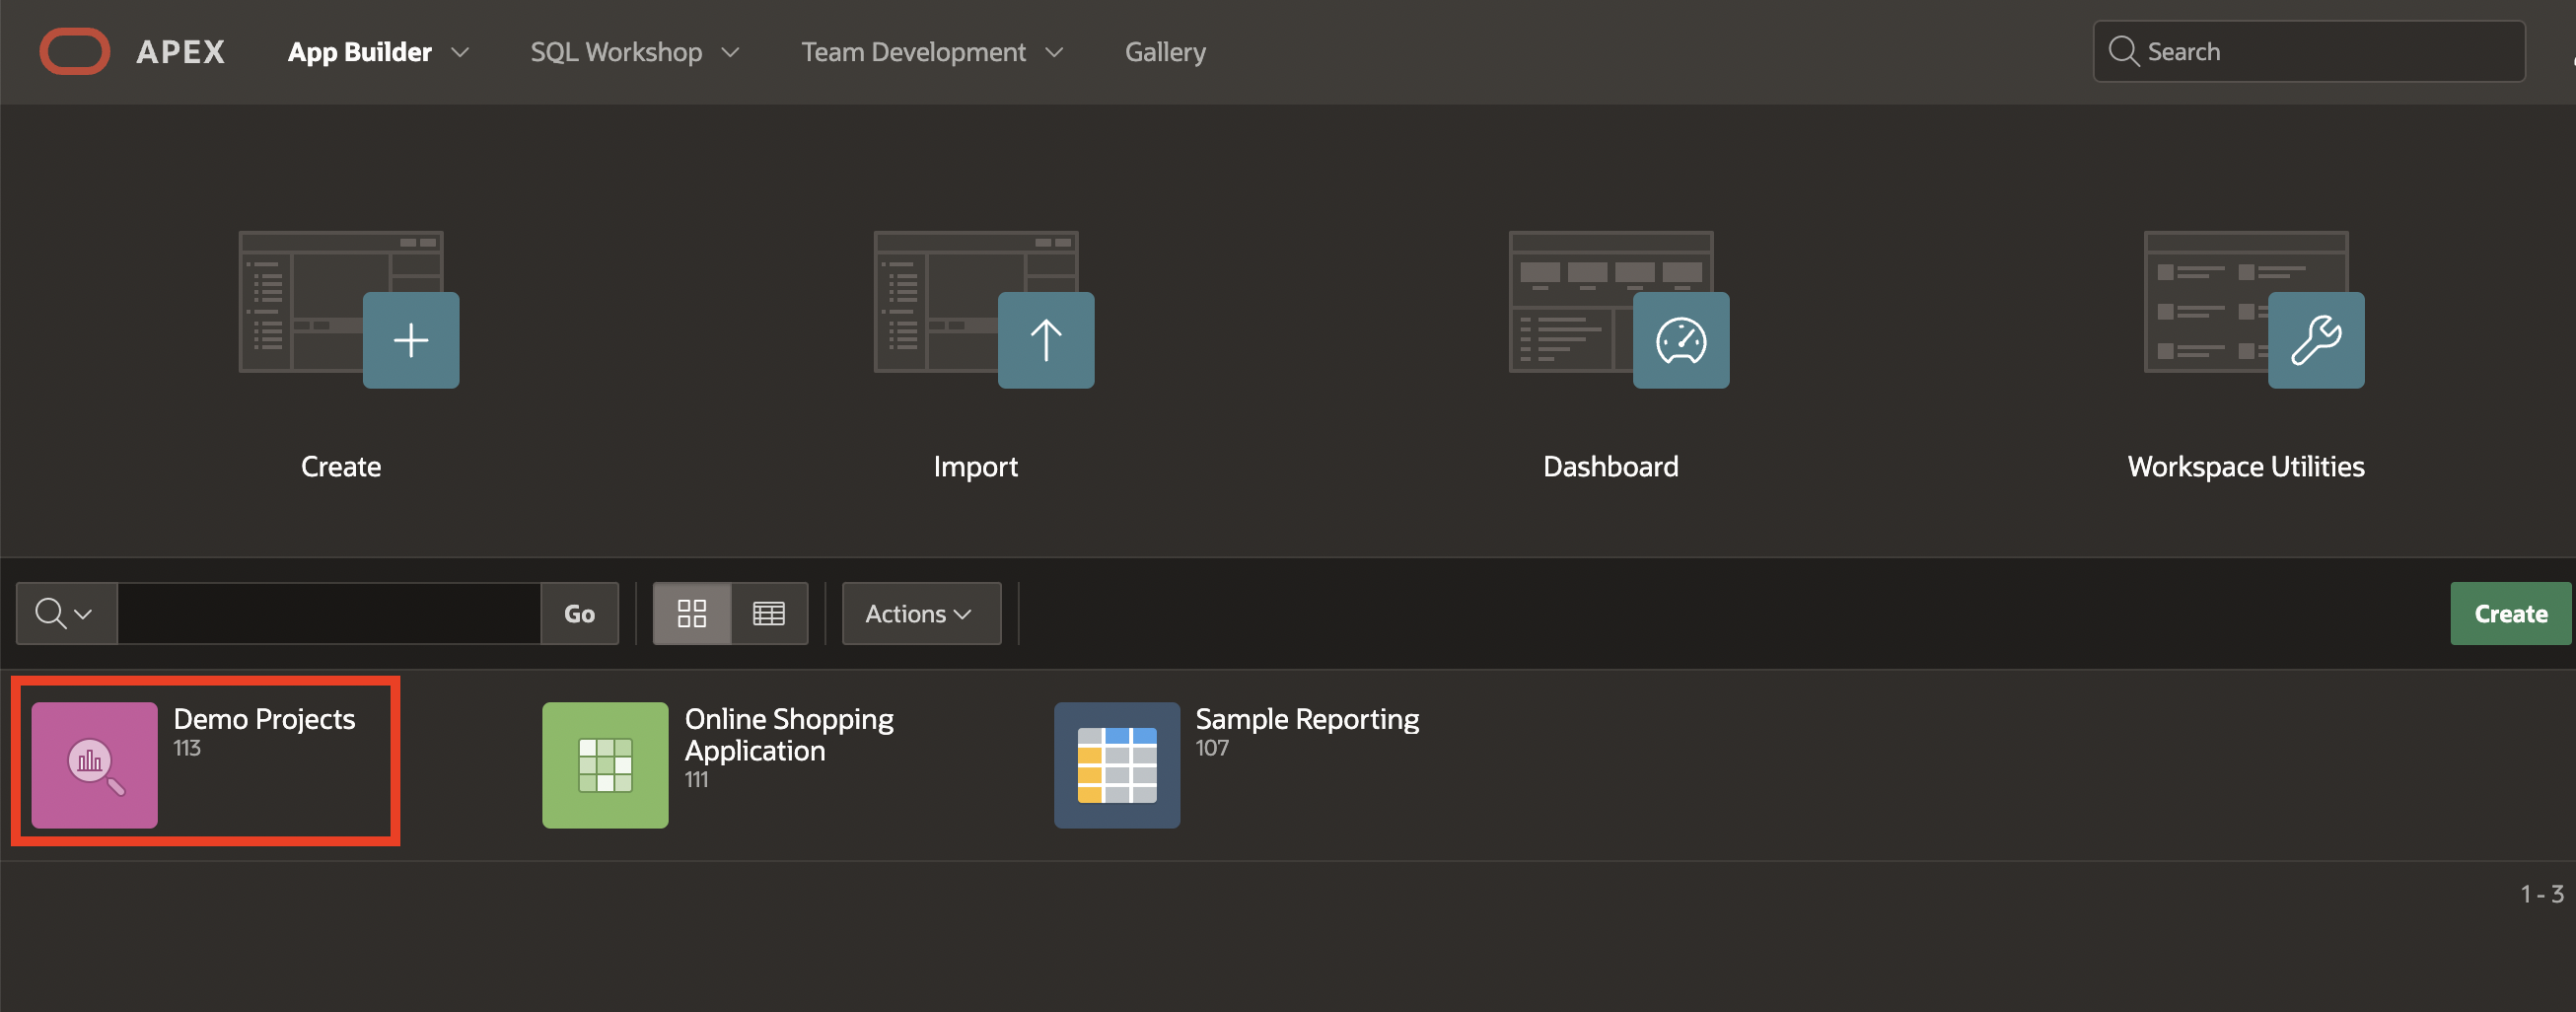 APEX App Builder SQL Workshop Team Development Gallery Search
Create Import Dashboard Workspace Utilities
Go Actions Create
Demo Projects
113
Online Shopping
Application
111
Sample Reporting
107
1 - 3